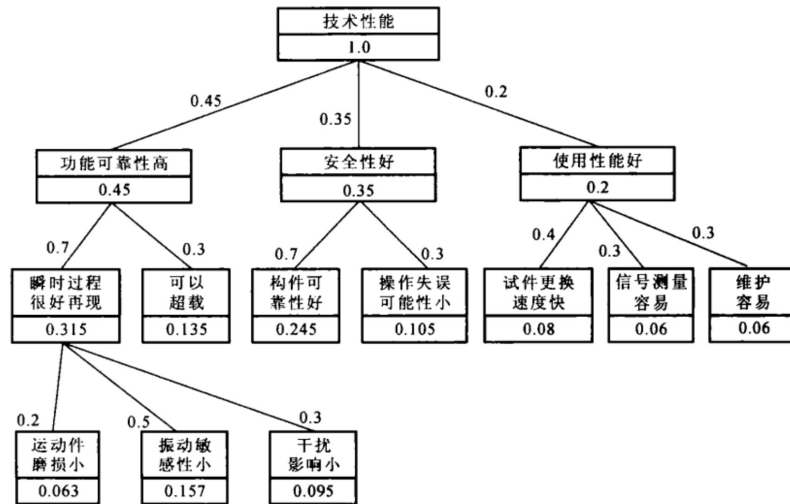 技术性能
1.0
0.45
0.35
0.2
功能可靠性高
0.45
安全性好
0.35
使用性能好
0.2
0.7
0.3
0.7
0.3
0.4
0.3
0.3
瞬时过程
很好再现
0.315
可以
超载
0.135
构件可
靠性好
0.245
操作失误
可能性小
0.105
试件更换
速度快
0.08
信号测量
容易
0.06
维护
容易
0.06
0.2
0.5
0.3
运动件
磨损小
0.063
振动敏
感性小
0.157
干扰
影响小
0.095